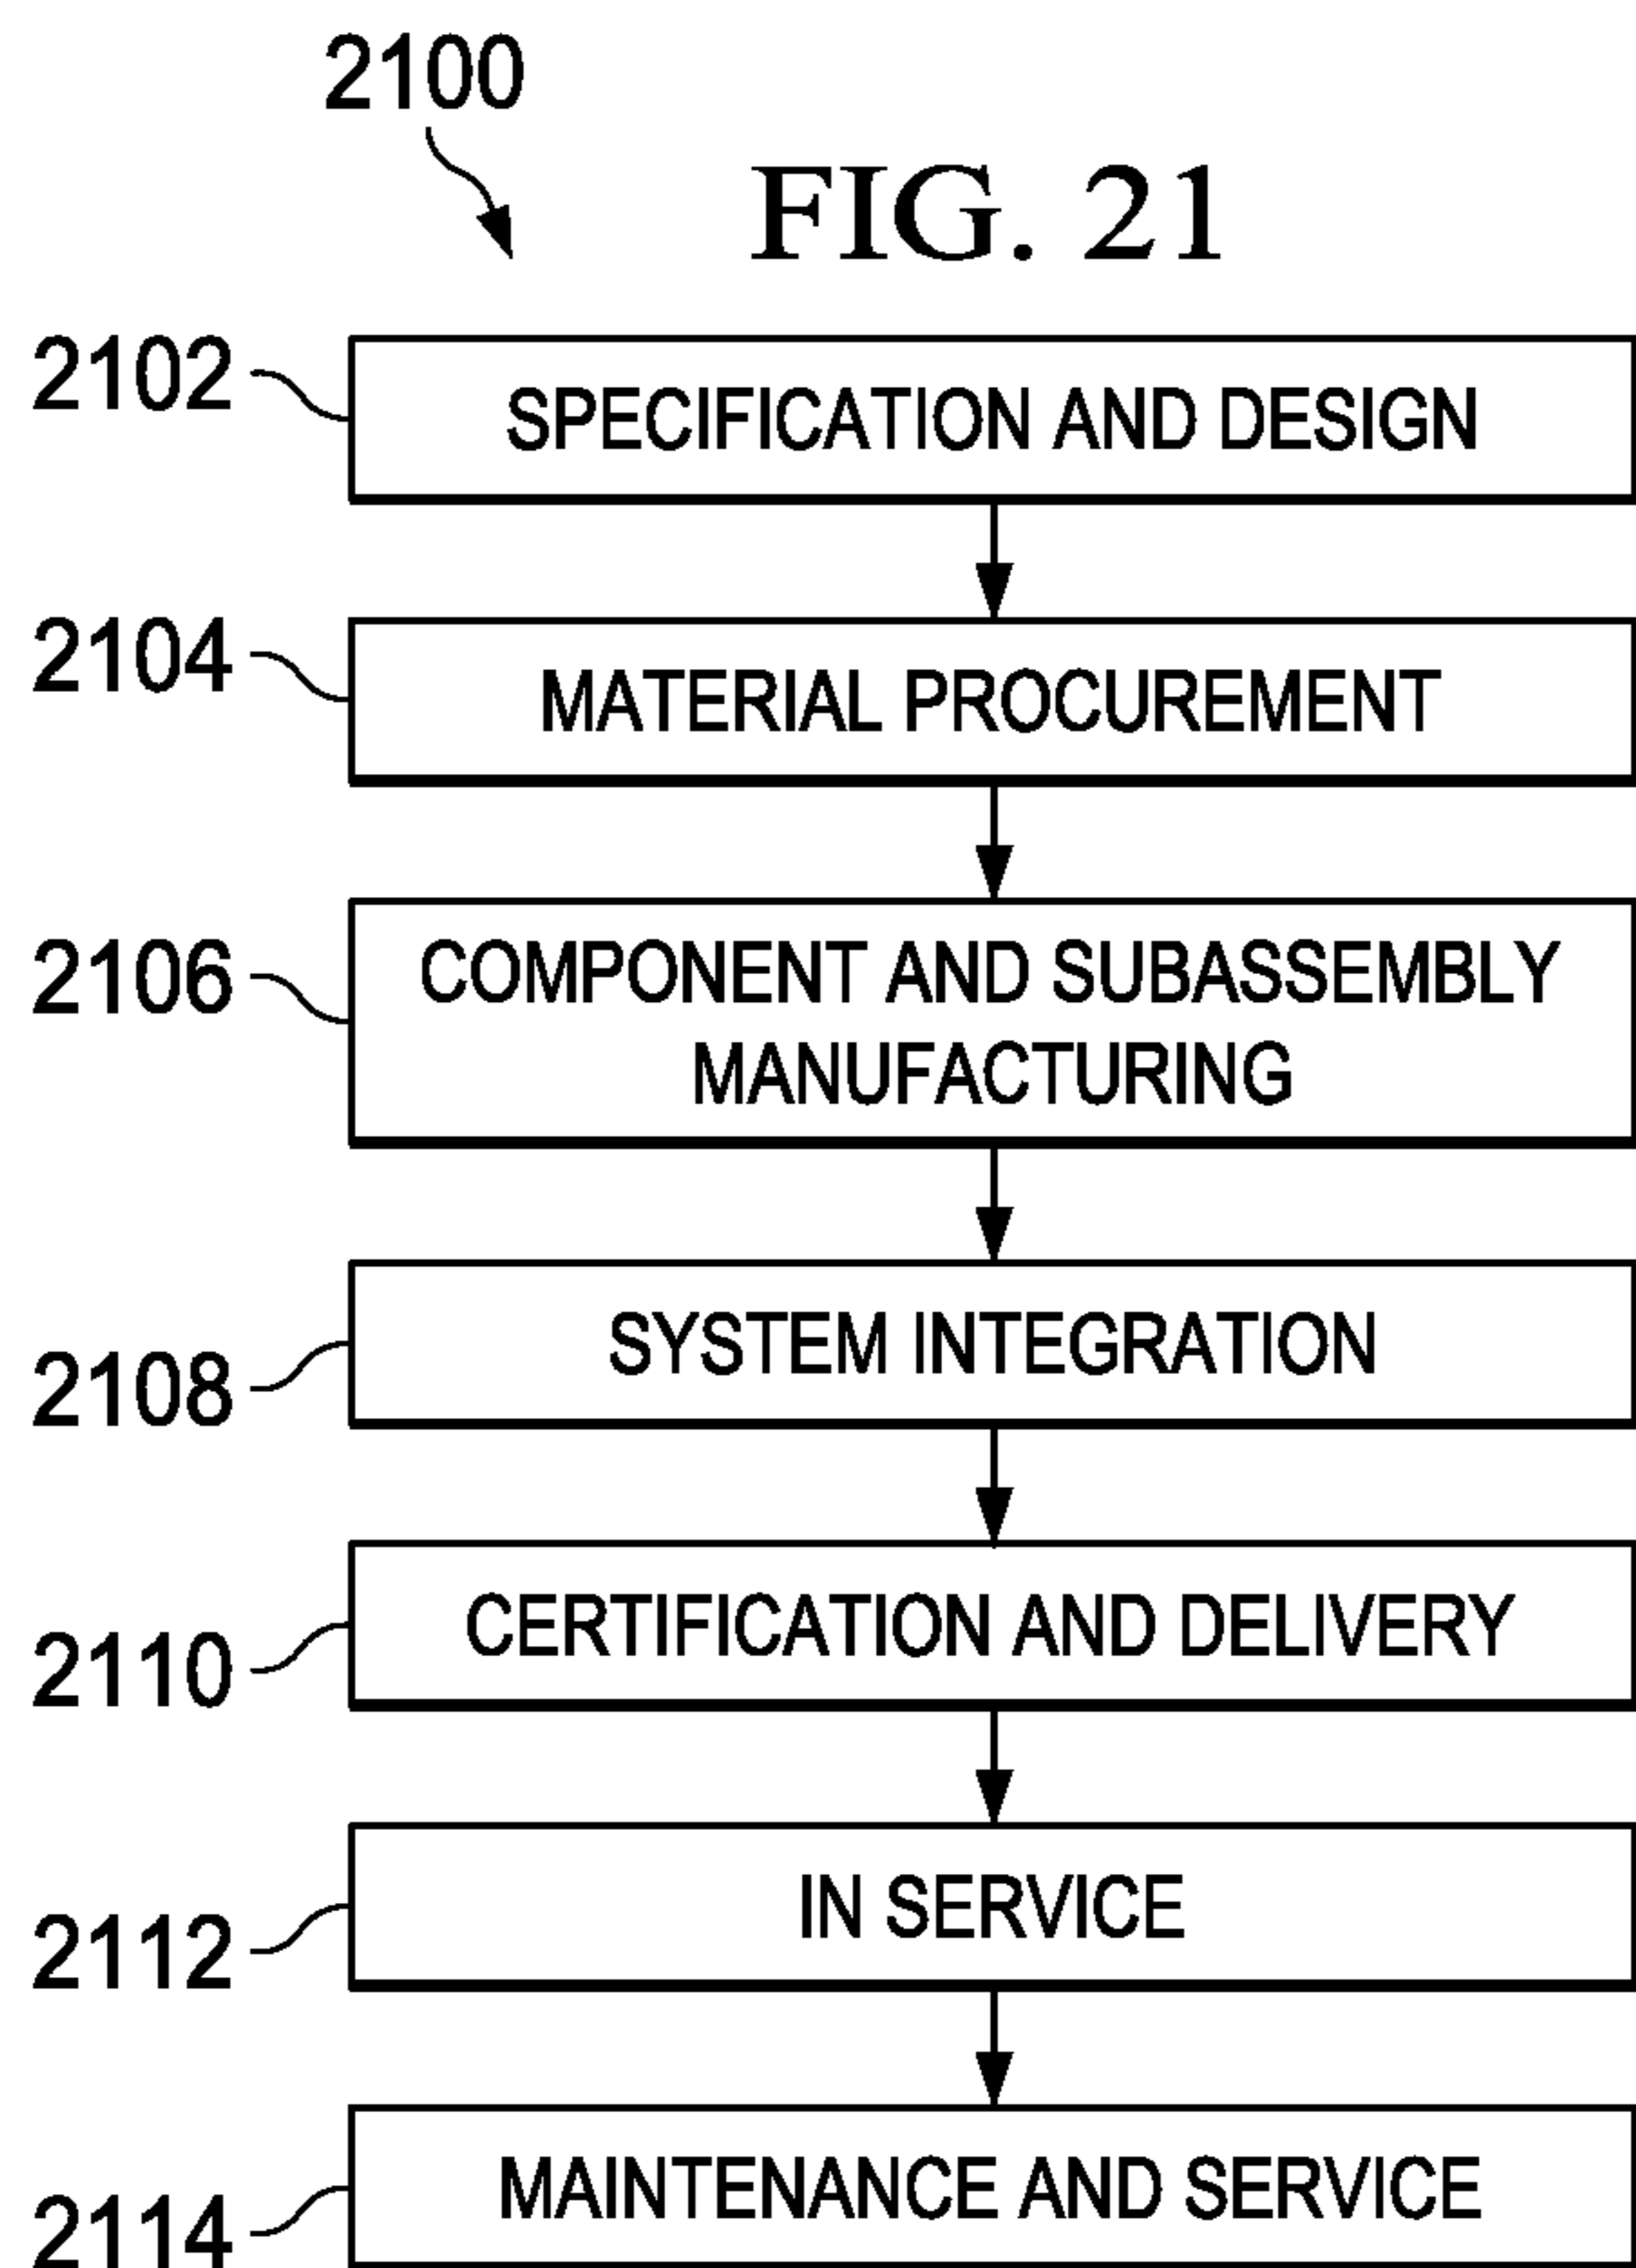 2100
FIG. 21
2102
SPECIFICATION AND DESIGN
2104
MATERIAL PROCUREMENT
2106
COMPONENT AND SUBASSEMBLY
MANUFACTURING
2108
SYSTEM INTEGRATION
2110
CERTIFICATION AND DELIVERY
2112
IN SERVICE
2114
MAINTENANCE AND SERVICE